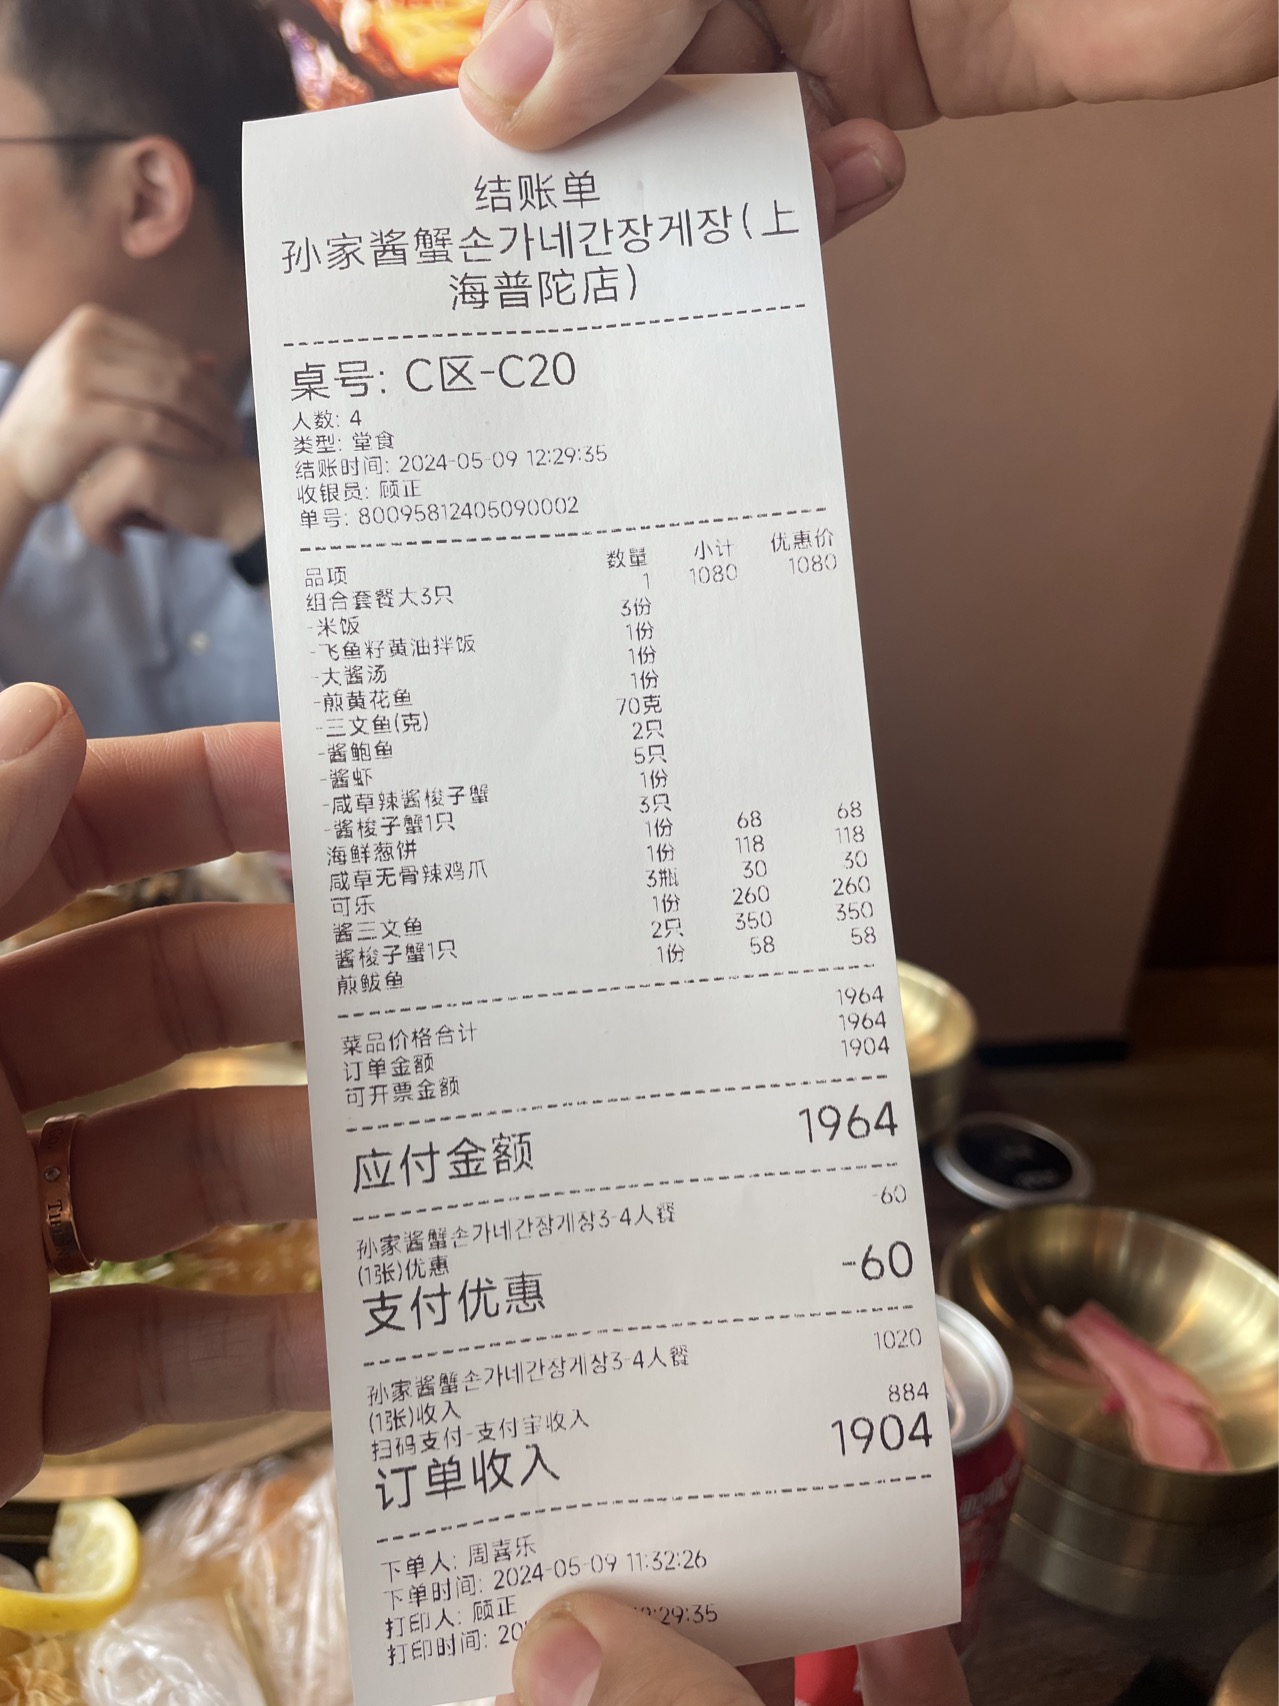 结账单
孙家酱蟹손가네간장게장(上
海普陀店)
桌号: C区-C20
人数: 4
类型: 堂食
结账时间: 2024-05-09 12:29:35
收银员: 顾正
单号: 80095812405090002
品项 数量 小计 优惠价
组合套餐大3只 1 1080 1080
-米饭 3份
-飞鱼籽黄油拌饭 1份
-大酱汤 1份
-煎黄花鱼 1份
-三文鱼(克) 70克
-酱鲍鱼 2只
-酱虾 5只
-咸草辣酱梭子蟹 1份
-酱梭子蟹1只 3只
海鲜葱饼 1份 68 68
咸草无骨辣鸡爪 1份 118 118
可乐 3瓶 30 30
酱三文鱼 1份 260 260
酱梭子蟹1只 2只 350 350
煎鲅鱼 1份 58 58
菜品价格合计 1964
订单金额 1964
可开票金额 1904
应付金额 1964
孙家酱蟹손가네간장게장3-4人餐 -60
(1张)优惠
支付优惠 -60
孙家酱蟹손가네간장게장3-4人餐 1020
(1张)收入
扫码支付-支付宝收入 884
订单收入 1904
下单人: 周喜乐
下单时间: 2024-05-09 11:32:26
打印人: 顾正
打印时间: 20 2:29:35